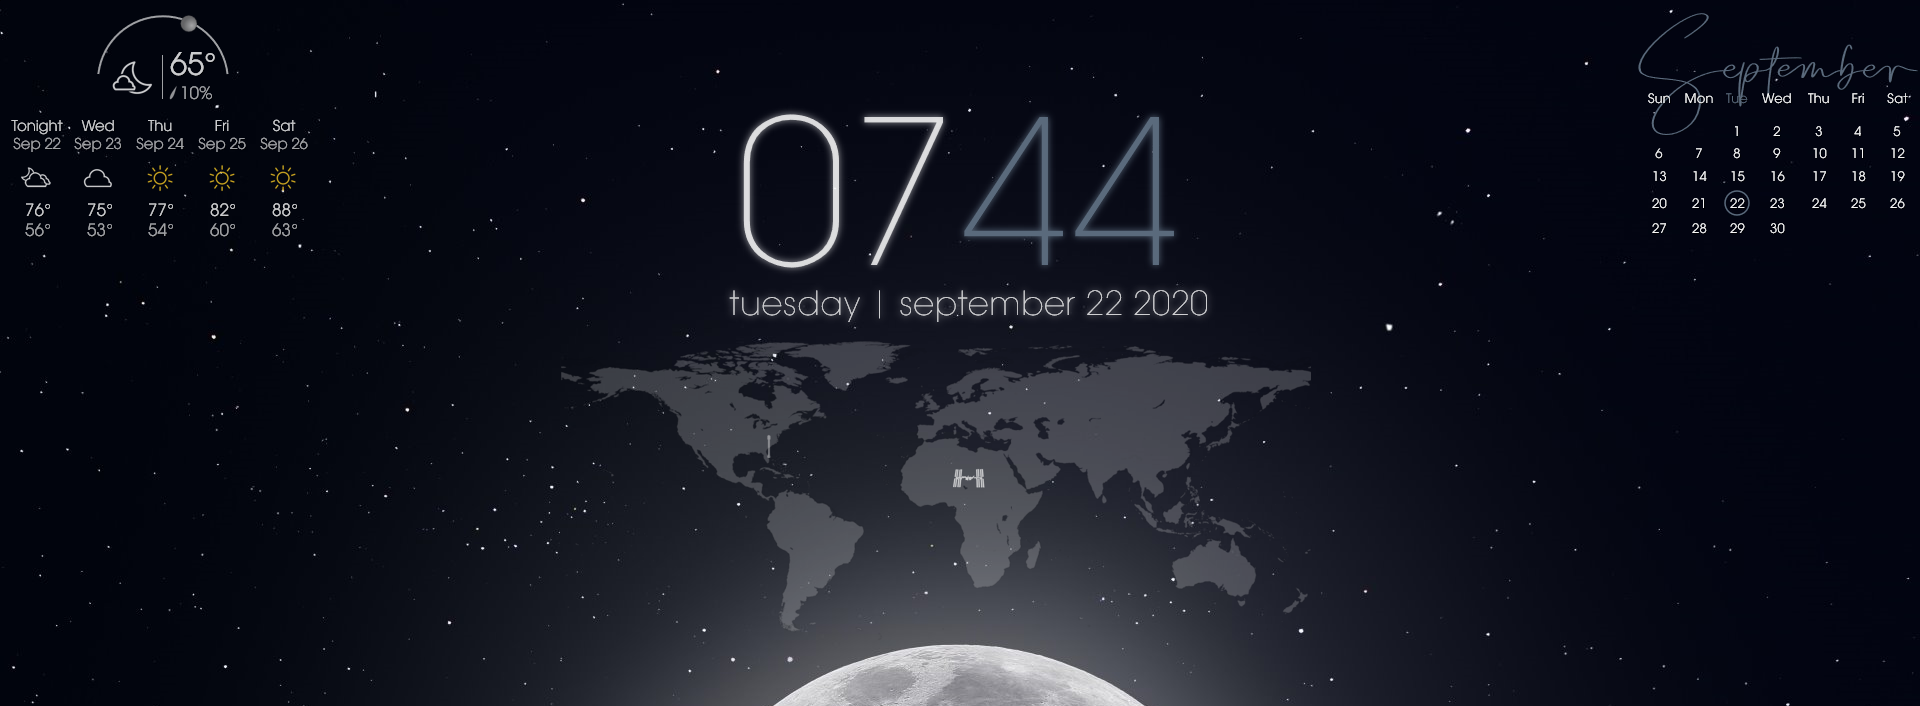 65°
10%
Tonight Wed Thu Fri Sat
Sep 22 Sep 23 Sep 24 Sep 25 Sep 26
76° 75° 77° 82° 88°
56° 53° 54° 60° 63°
0744
tuesday | september 22 2020
September
Sun Mon Tue Wed Thu Fri Sat
1 2 3 4 5
6 7 8 9 10 11 12
13 14 15 16 17 18 19
20 21 22 23 24 25 26
27 28 29 30